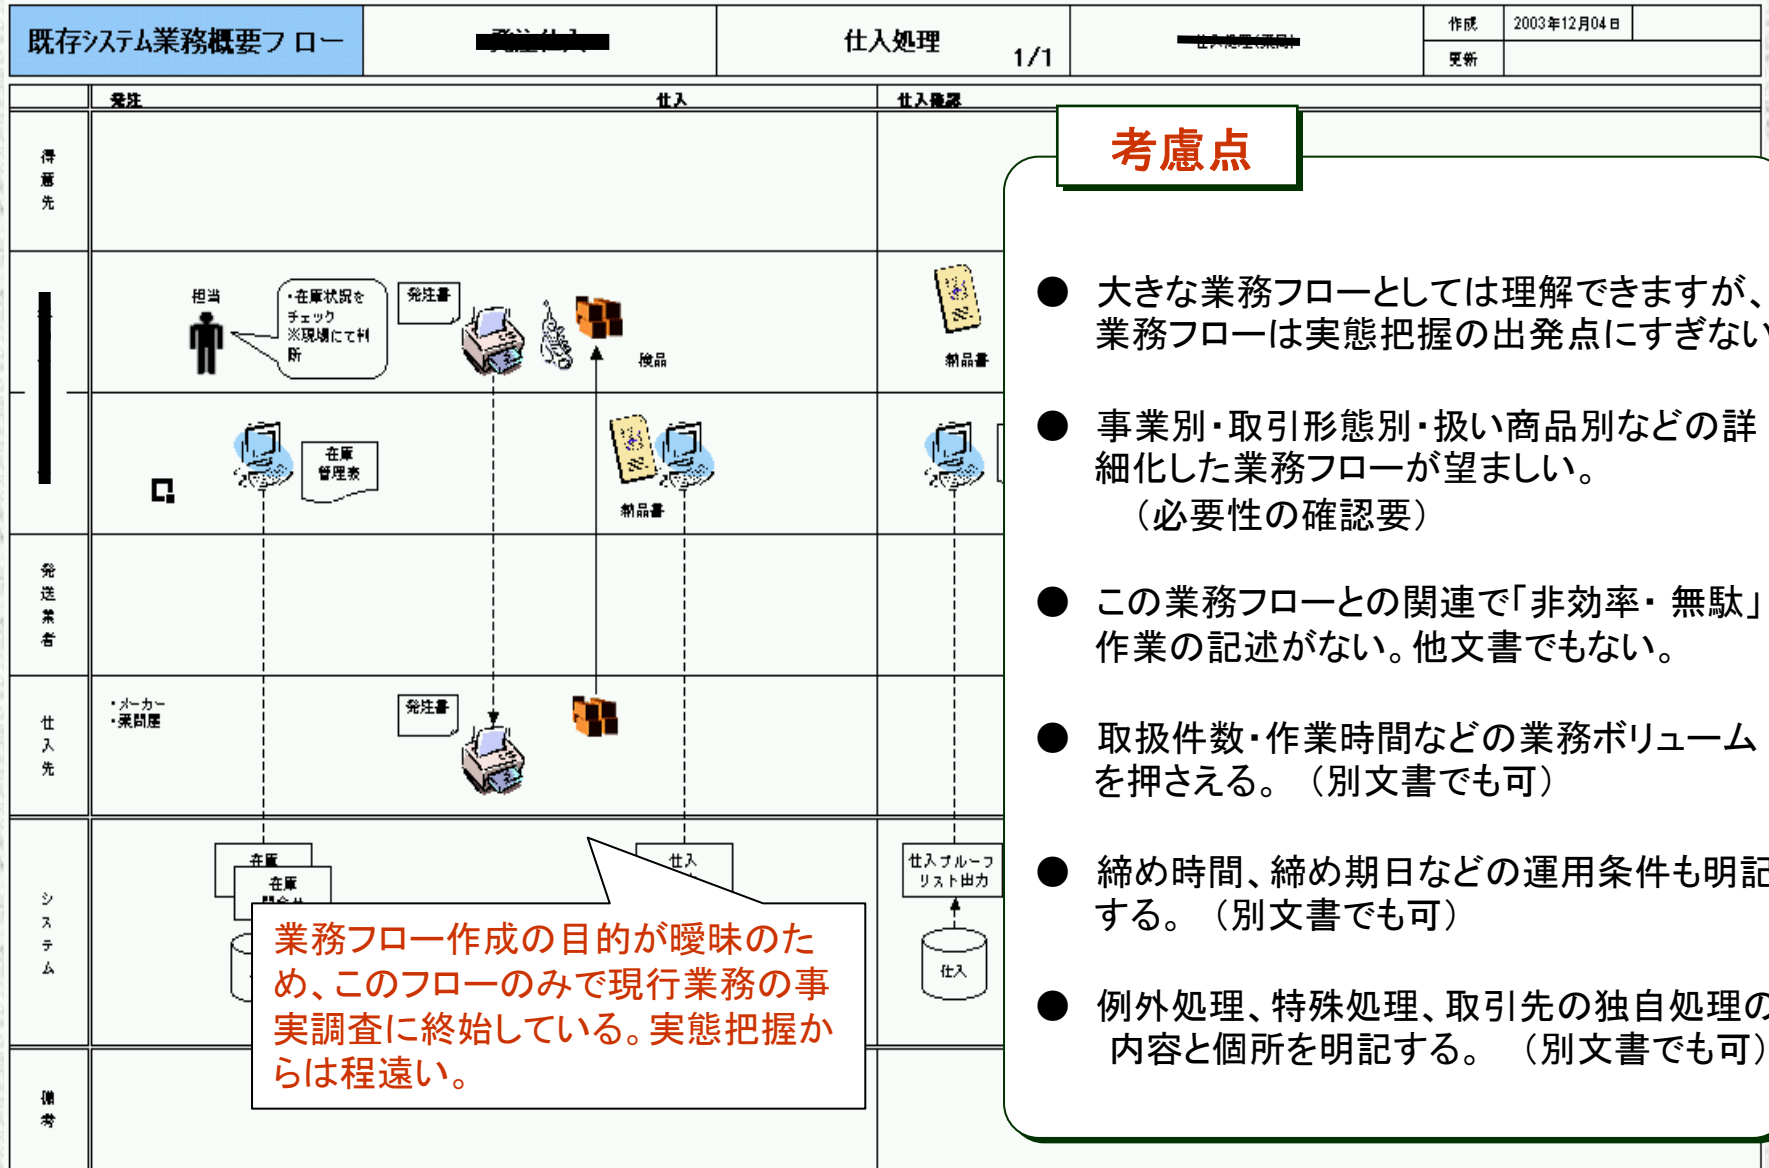 既存システム業務概要フロー
仕入処理
1/1
作成
2003年12月04日
更新
発注
仕入
仕入確認
得意先
担当
・在庫状況を
チェック
※現場にて判
断
発注書
検品
納品書
在庫
管理表
納品書
発送業者
仕入先
・メーカー
・薬問屋
発注書
システム
在庫
在庫
仕入
仕入プルーフ
リスト出力
仕入
備考
業務フロー作成の目的が曖昧のた
め、このフローのみで現行業務の事
実調査に終始している。実態把握か
らは程遠い。
考慮点
● 大きな業務フローとしては理解できますが、
業務フローは実態把握の出発点にすぎない
● 事業別・取引形態別・扱い商品別などの詳
細化した業務フローが望ましい。
（必要性の確認要）
● この業務フローとの関連で「非効率・ 無駄」
作業の記述がない。他文書でもない。
● 取扱件数・作業時間などの業務ボリューム
を押さえる。（別文書でも可）
● 締め時間、締め期日などの運用条件も明記
する。（別文書でも可）
● 例外処理、特殊処理、取引先の独自処理の
内容と個所を明記する。 （別文書でも可）